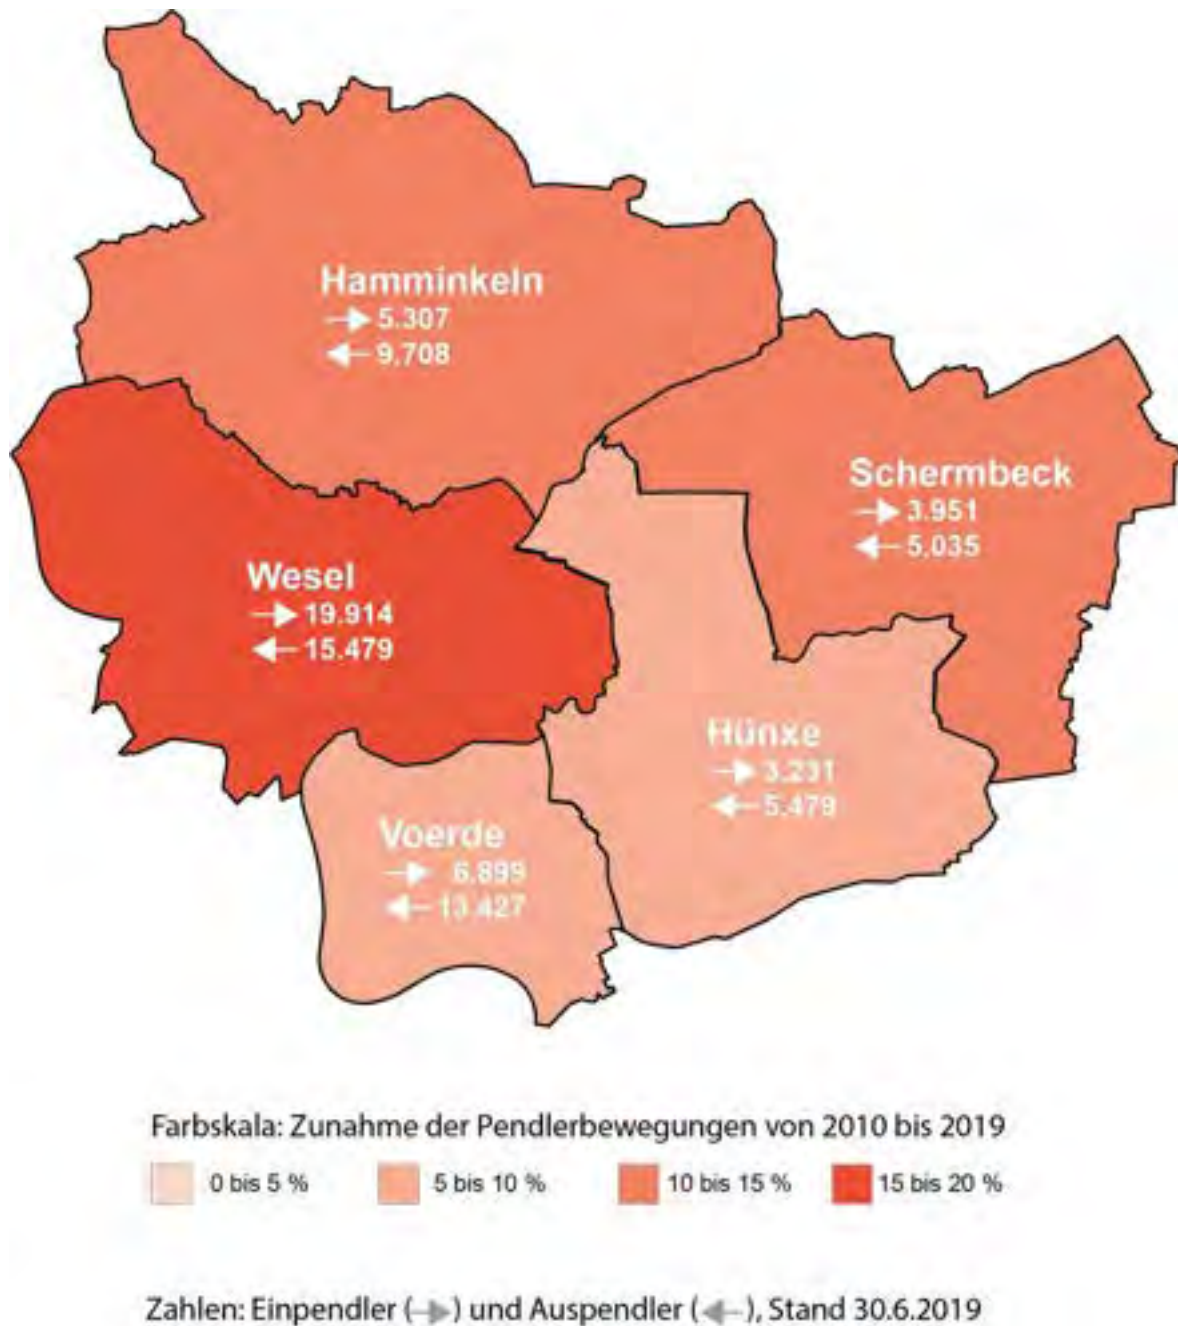 Hamminkeln
→ 5.307
← 9.708
Schermbeck
→ 3.951
← 5.035
Wesel
→ 19.914
← 15.479
Hünxe
→ 3.231
← 5.479
Voerde
→ 6.899
← 13.427
Farbskala: Zunahme der Pendlerbewegungen von 2010 bis 2019
0 bis 5 % 5 bis 10 % 10 bis 15 % 15 bis 20 %
Zahlen: Einpendler (→) und Auspendler (←), Stand 30.6.2019